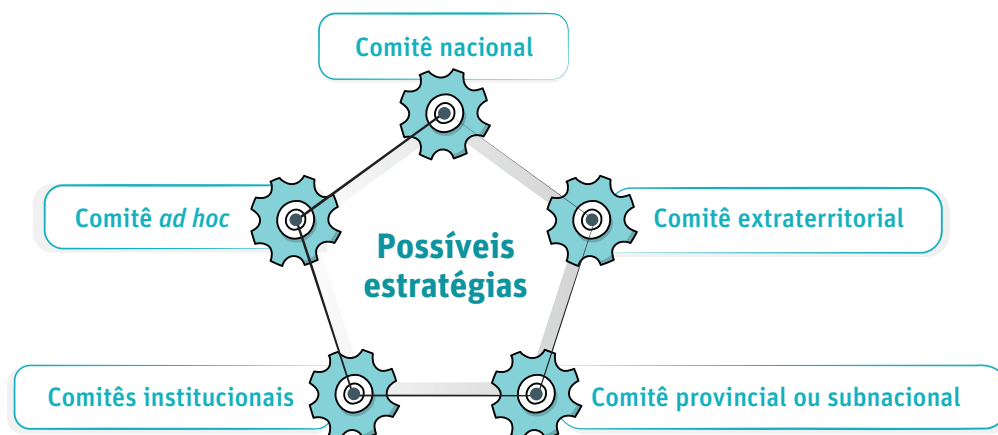 Comitê nacional
Comitê ad hoc
Comitê extraterritorial
Possíveis
estratégias
Comitês institucionais
Comitê provincial ou subnacional